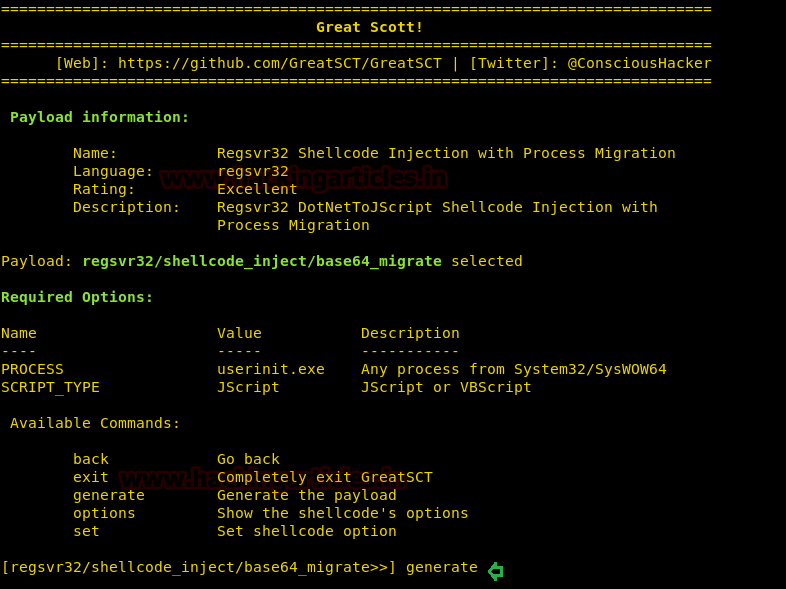 ===============================================================================
Great Scott!
===============================================================================
[Web]: https://github.com/GreatSCT/GreatSCT | [Twitter]: @ConsciousHacker
===============================================================================
Payload information:
Name: Regsvr32 Shellcode Injection with Process Migration
Language: regsvr32
www.hackingarticles.in
Rating: Excellent
Description: Regsvr32 DotNetToJScript Shellcode Injection with
Process Migration
Payload: regsvr32/shellcode_inject/base64_migrate selected
Required Options:
Name Value Description
---- ----- -----------
PROCESS userinit.exe Any process from System32/SysWOW64
SCRIPT_TYPE JScript JScript or VBScript
Available Commands:
back Go back
exit Completely exit GreatSCT
www.hackingarticles.in
generate Generate the payload
options Show the shellcode's options
set Set shellcode option
[regsvr32/shellcode_inject/base64_migrate>>] generate